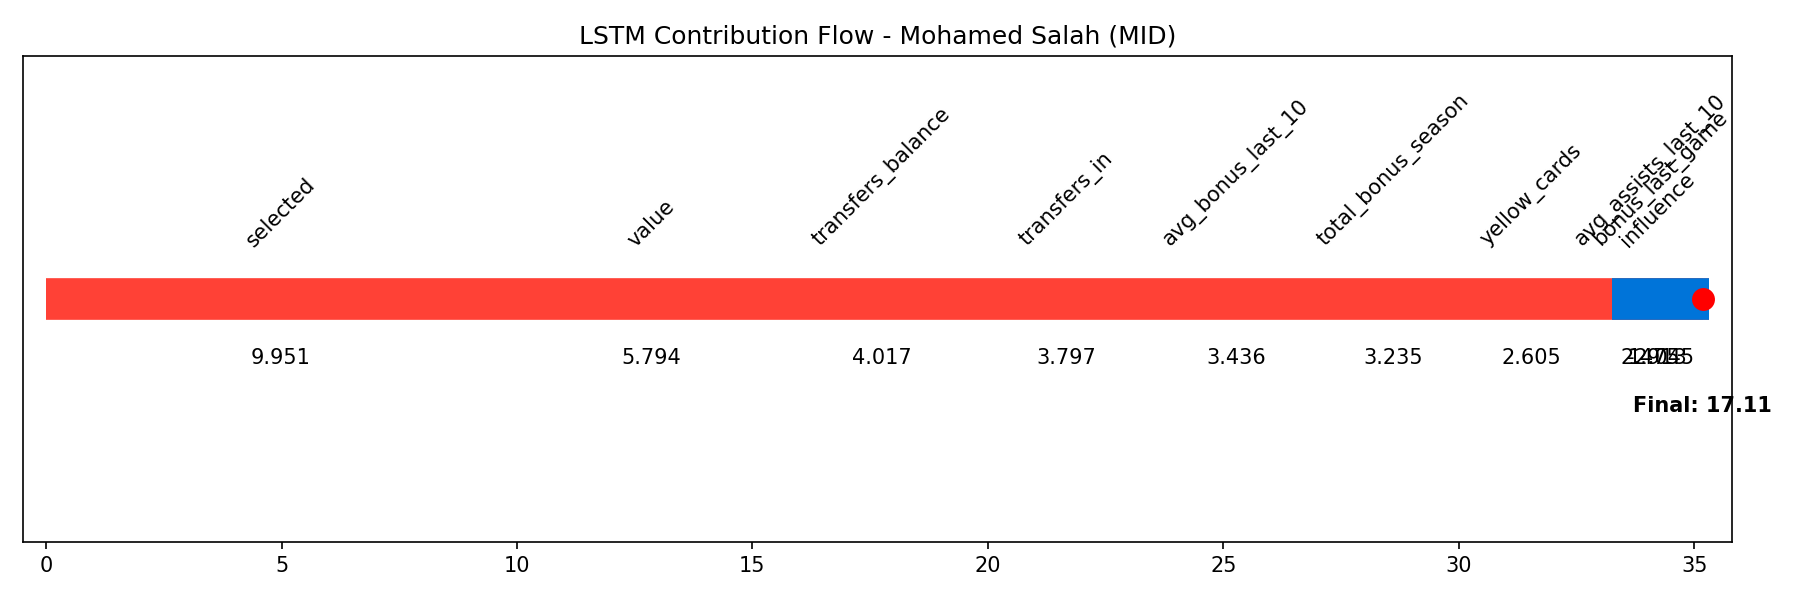 LSTM Contribution Flow - Mohamed Salah (MID)
selected
value
transfers_balance
transfers_in
avg_bonus_last_10
total_bonus_season
yellow_cards
avg_assists_last_10
bonus_last_game
influence
9.951
5.794
4.017
3.797
3.436
3.235
2.605
Final: 17.11
0
5
10
15
20
25
30
35